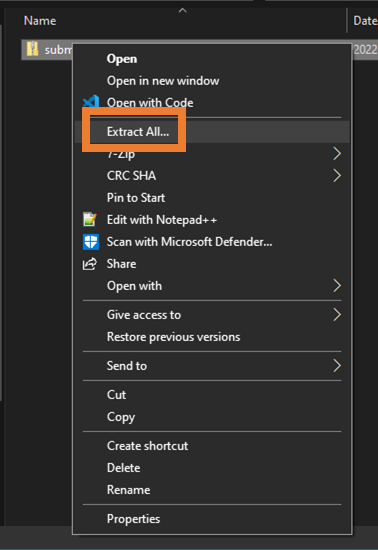 Name Date
subm 2022
Open
Open in new window
Open with Code
Extract All...
7-Zip
CRC SHA
Pin to Start
Edit with Notepad++
Scan with Microsoft Defender...
Share
Open with
Give access to
Restore previous versions
Send to
Cut
Copy
Create shortcut
Delete
Rename
Properties